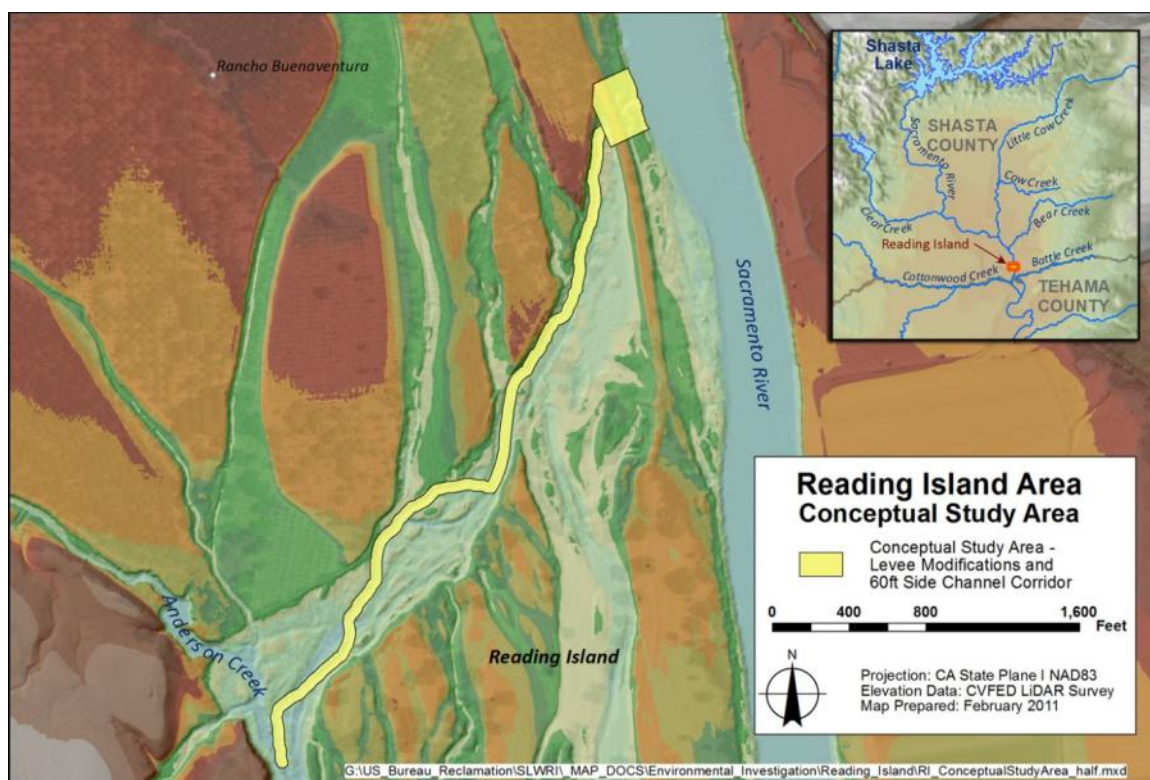 Rancho Buenaventura
Anderson Creek
Reading Island
Sacramento River
Shasta
Lake
SHASTA
COUNTY
Sacramento River
Little Cow Creek
Cow Creek
Bear Creek
Clear Creek
Reading Island
Battle Creek
Cottonwood Creek
TEHAMA
COUNTY
Reading Island Area
Conceptual Study Area
Conceptual Study Area -
Levee Modifications and
60ft Side Channel Corridor
0 400 800 1,600
Feet
N
Projection: CA State Plane I NAD83
Elevation Data: CVFED LiDAR Survey
Map Prepared: February 2011
G:\US_Bureau_Reclamation\SLWRI\_MAP_DOCS\Environmental_Investigation\Reading_Island\RI_ConceptualStudyArea_half.mxd